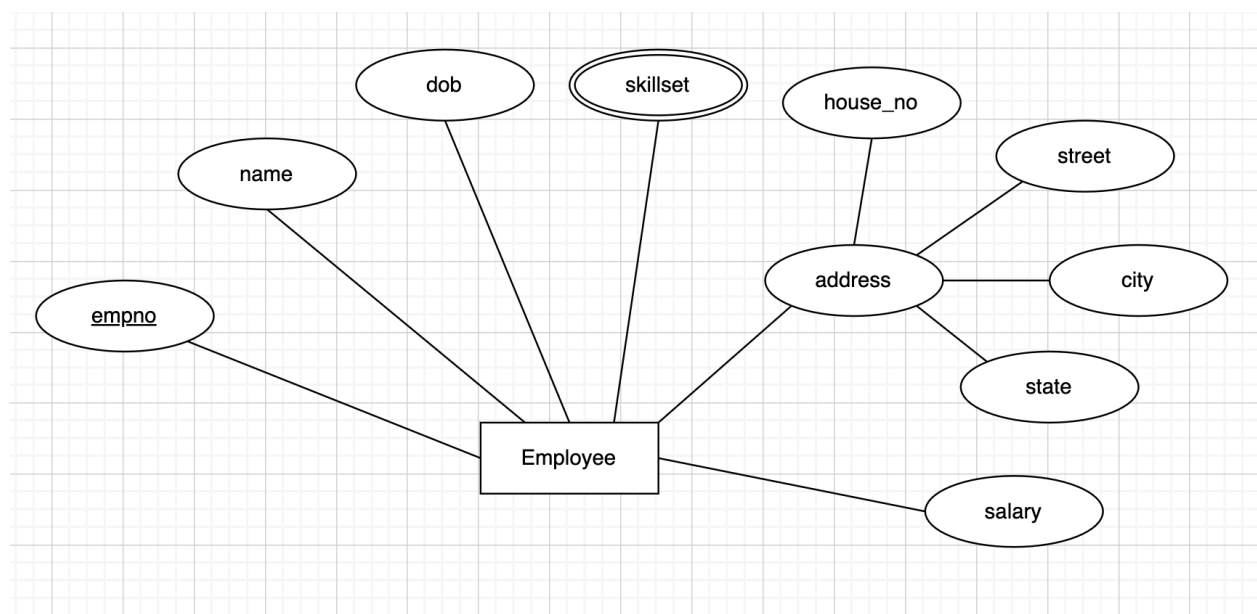 dob
skillset
house_no
street
name
address
city
empno
state
Employee
salary